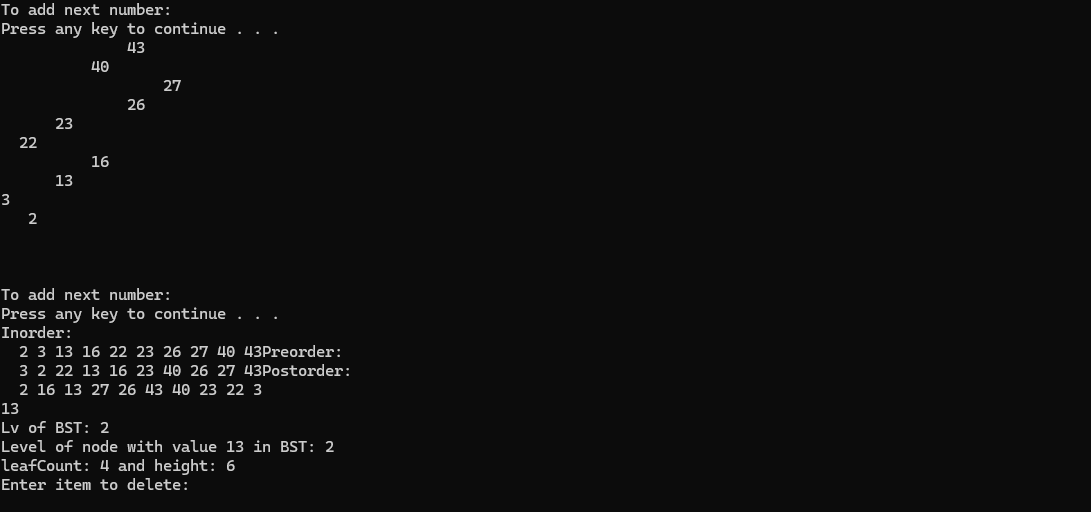 To add next number:
Press any key to continue . . .
43
40
27
26
23
22
16
13
3
2
To add next number:
Press any key to continue . . .
Inorder:
2 3 13 16 22 23 26 27 40 43Preorder:
3 2 22 13 16 23 40 26 27 43Postorder:
2 16 13 27 26 43 40 23 22 3
13
Lv of BST: 2
Level of node with value 13 in BST: 2
leafCount: 4 and height: 6
Enter item to delete: